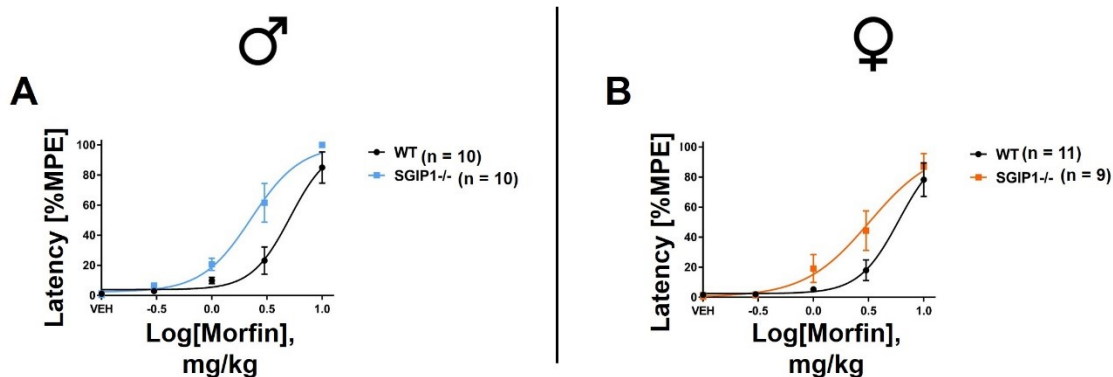 ♂
♀
A
B
Latency [%MPE]
100
80
60
40
20
0
VEH
-0.5
0.0
0.5
1.0
Log[Morfin],
mg/kg
WT (n = 10)
SGIP1-/- (n = 10)
Latency [%MPE]
100
80
60
40
20
0
VEH
-0.5
0.0
0.5
1.0
Log[Morfin],
mg/kg
WT (n = 11)
SGIP1-/- (n = 9)